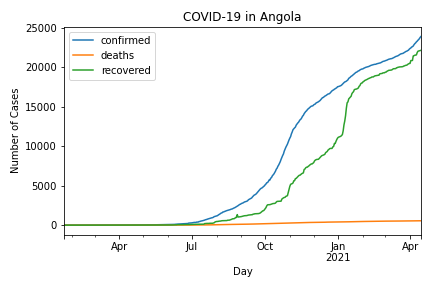 COVID-19 in Angola
25000
20000
15000
10000
5000
0
Number of Cases
confirmed
deaths
recovered
Apr
Jul
Oct
Jan
2021
Apr
Day